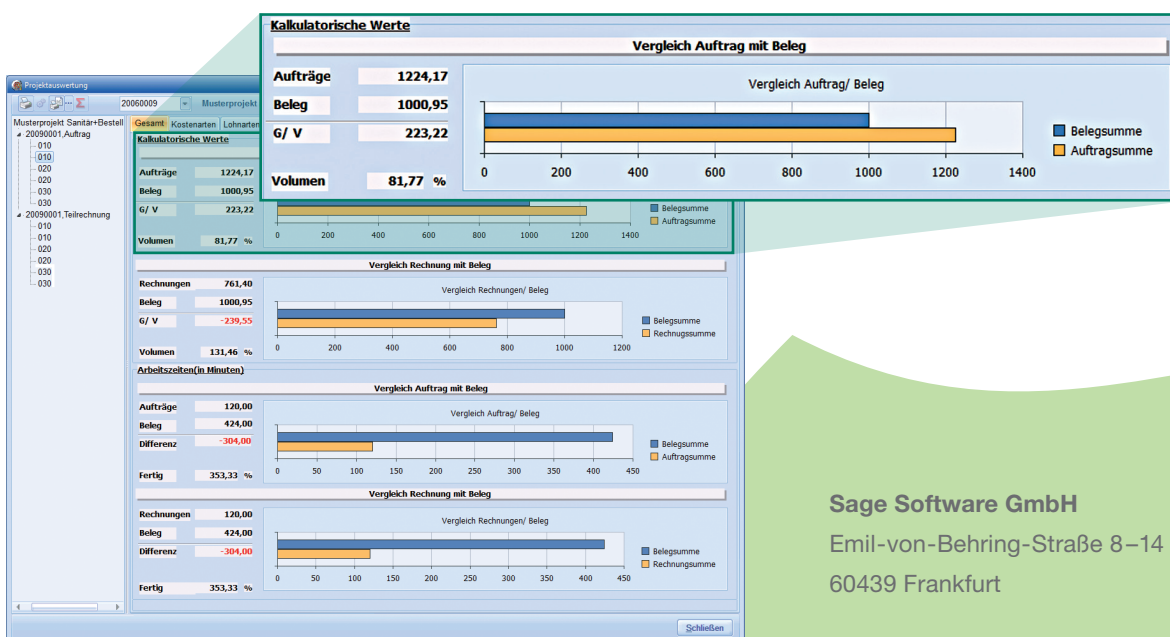 Kalkulatorische Werte
Vergleich Auftrag mit Beleg
Aufträge 1224,17
Beleg 1000,95
G/ V 223,22
Volumen 81,77 %
Vergleich Auftrag/ Beleg
0 200 400 600 800 1000 1200 1400
Belegsumme
Auftragsumme
Projektauswertung
20060009 Musterprojekt
Musterprojekt Sanitär+Bestell
20090001,Auftrag
010
010
020
020
030
030
20090001,Teilrechnung
010
010
020
020
030
030
Gesamt Kostenarten Lohnarten
Kalkulatorische Werte
Aufträge 1224,17
Beleg 1000,95
G/ V 223,22
Volumen 81,77 %
0 200 400 600 800 1000 1200 1400
Belegsumme
Auftragsumme
Vergleich Rechnung mit Beleg
Rechnungen 761,40
Beleg 1000,95
G/ V -239,55
Volumen 131,46 %
Vergleich Rechnungen/ Beleg
0 200 400 600 800 1000 1200
Belegsumme
Rechnugssumme
Arbeitszeiten(in Minuten)
Vergleich Auftrag mit Beleg
Aufträge 120,00
Beleg 424,00
Differenz -304,00
Fertig 353,33 %
Vergleich Auftrag/ Beleg
0 50 100 150 200 250 300 350 400 450
Belegsumme
Auftragsumme
Vergleich Rechnung mit Beleg
Rechnungen 120,00
Beleg 424,00
Differenz -304,00
Fertig 353,33 %
Vergleich Rechnungen/ Beleg
0 50 100 150 200 250 300 350 400 450
Belegsumme
Rechnungssumme
Schließen
Sage Software GmbH
Emil-von-Behring-Straße 8–14
60439 Frankfurt